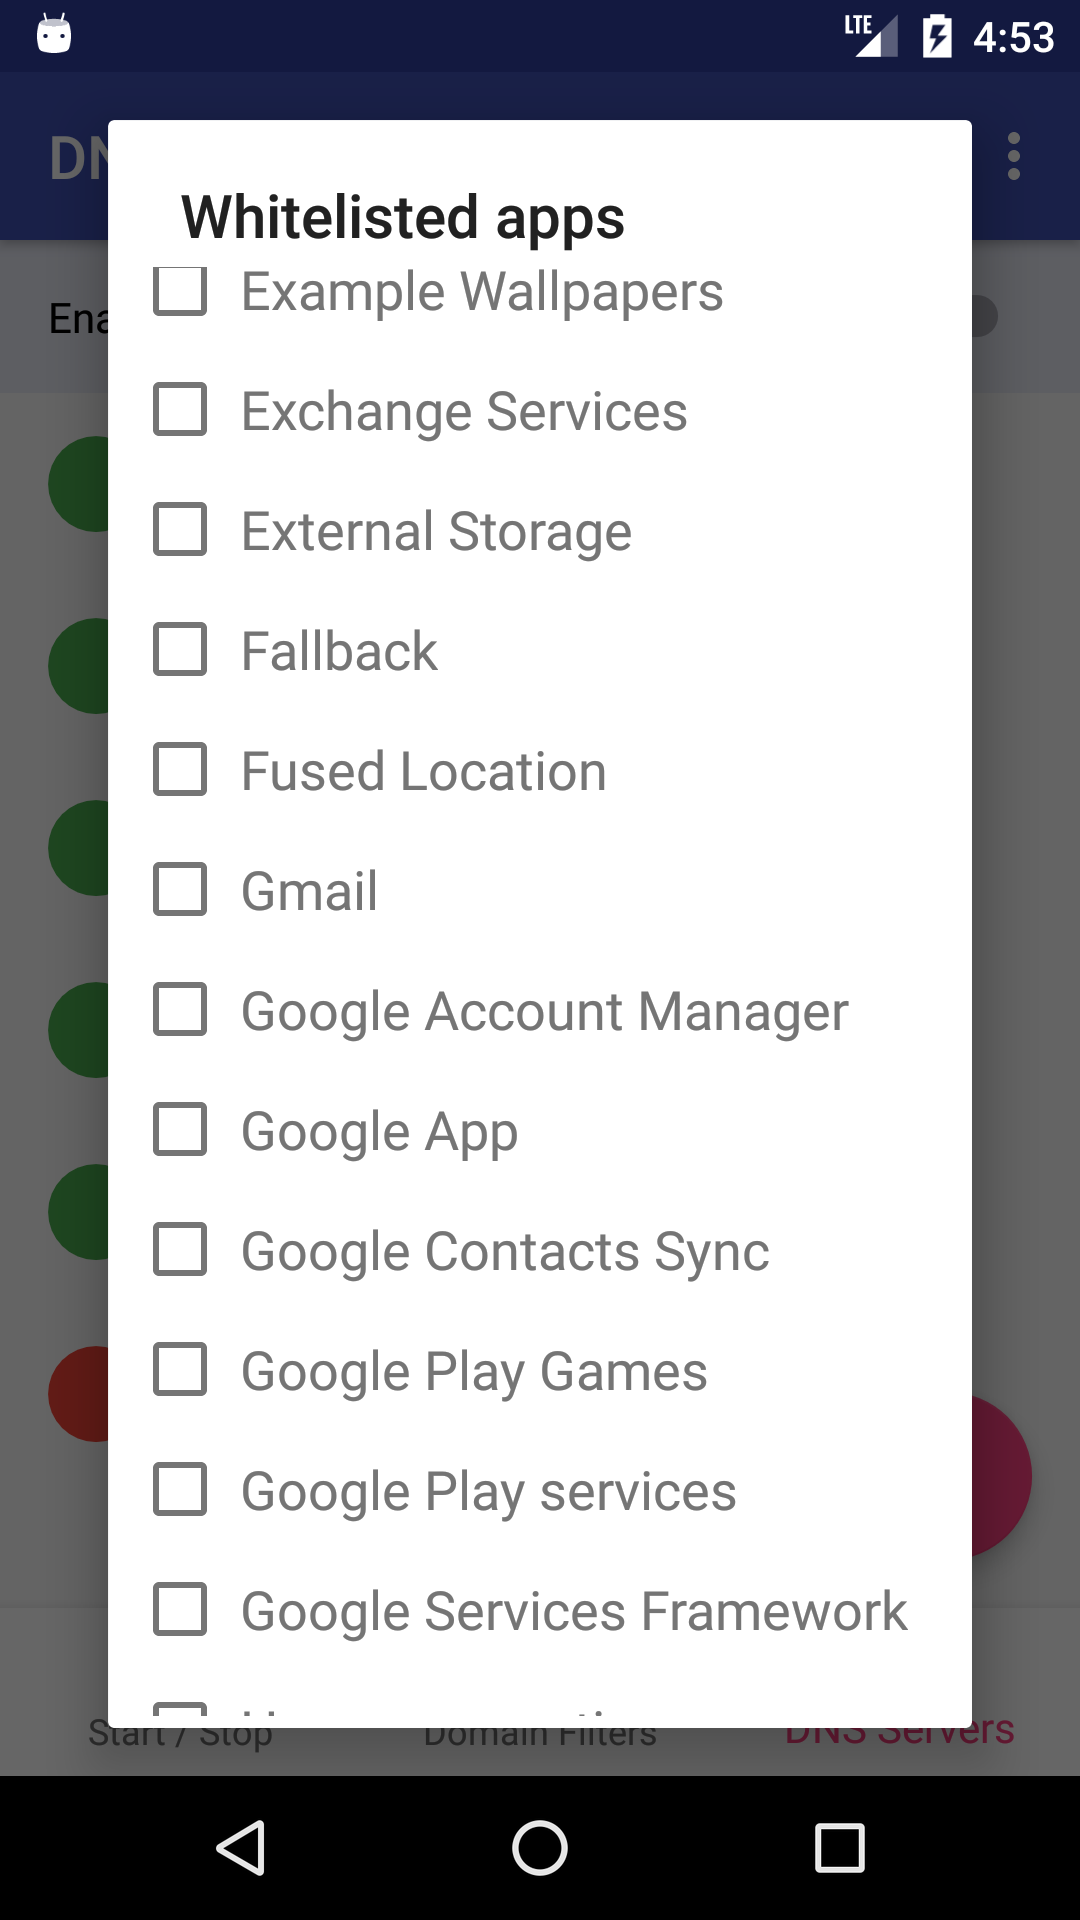 LTE 4:53
DN
Whitelisted apps
Example Wallpapers
Ena
Exchange Services
External Storage
Fallback
Fused Location
Gmail
Google Account Manager
Google App
Google Contacts Sync
Google Play Games
Google Play services
Google Services Framework
Start / Stop
Domain Filters
DNS Servers